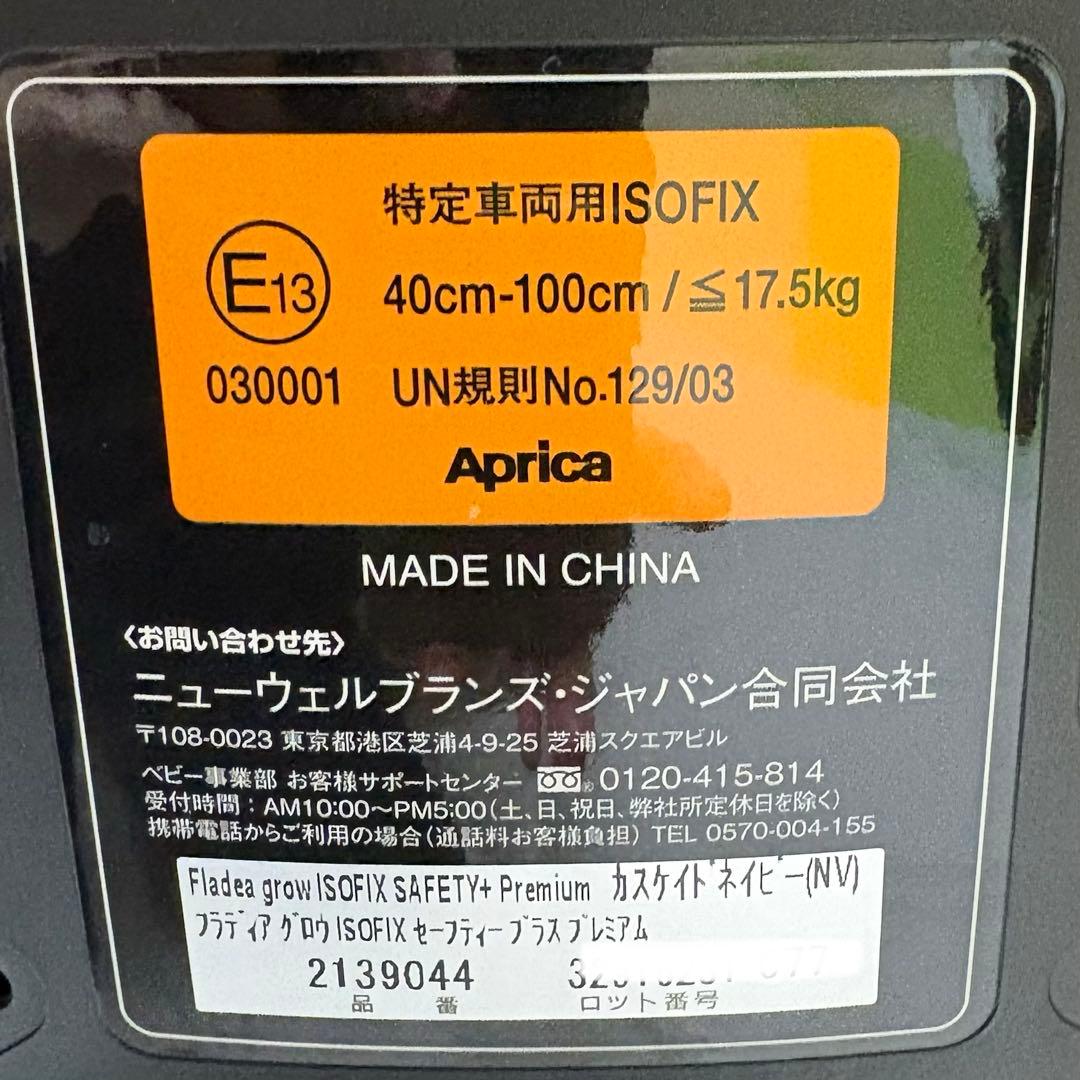 特定車両用ISOFIX
E13
40cm-100cm / ≦17.5kg
030001 UN規則No.129/03
Aprica
MADE IN CHINA
〈お問い合わせ先〉
ニューウェルブランズ・ジャパン合同会社
〒108-0023 東京都港区芝浦4-9-25 芝浦スクエアビル
ベビー事業部 お客様サポートセンター 0120-415-814
受付時間：AM10:00～PM5:00（土、日、祝日、弊社所定休日を除く）
携帯電話からご利用の場合（通話料お客様負担） TEL 0570-004-155
Fladea grow ISOFIX SAFETY+ Premium ｶｽｹｲﾄﾞﾈｲﾋﾞｰ(NV)
ﾌﾗﾃﾞｨｱ ｸﾞﾛｳ ISOFIX ｾｰﾌﾃｨｰ ﾌﾟﾗｽ ﾌﾟﾚﾐｱﾑ
2139044
品番 ロット番号